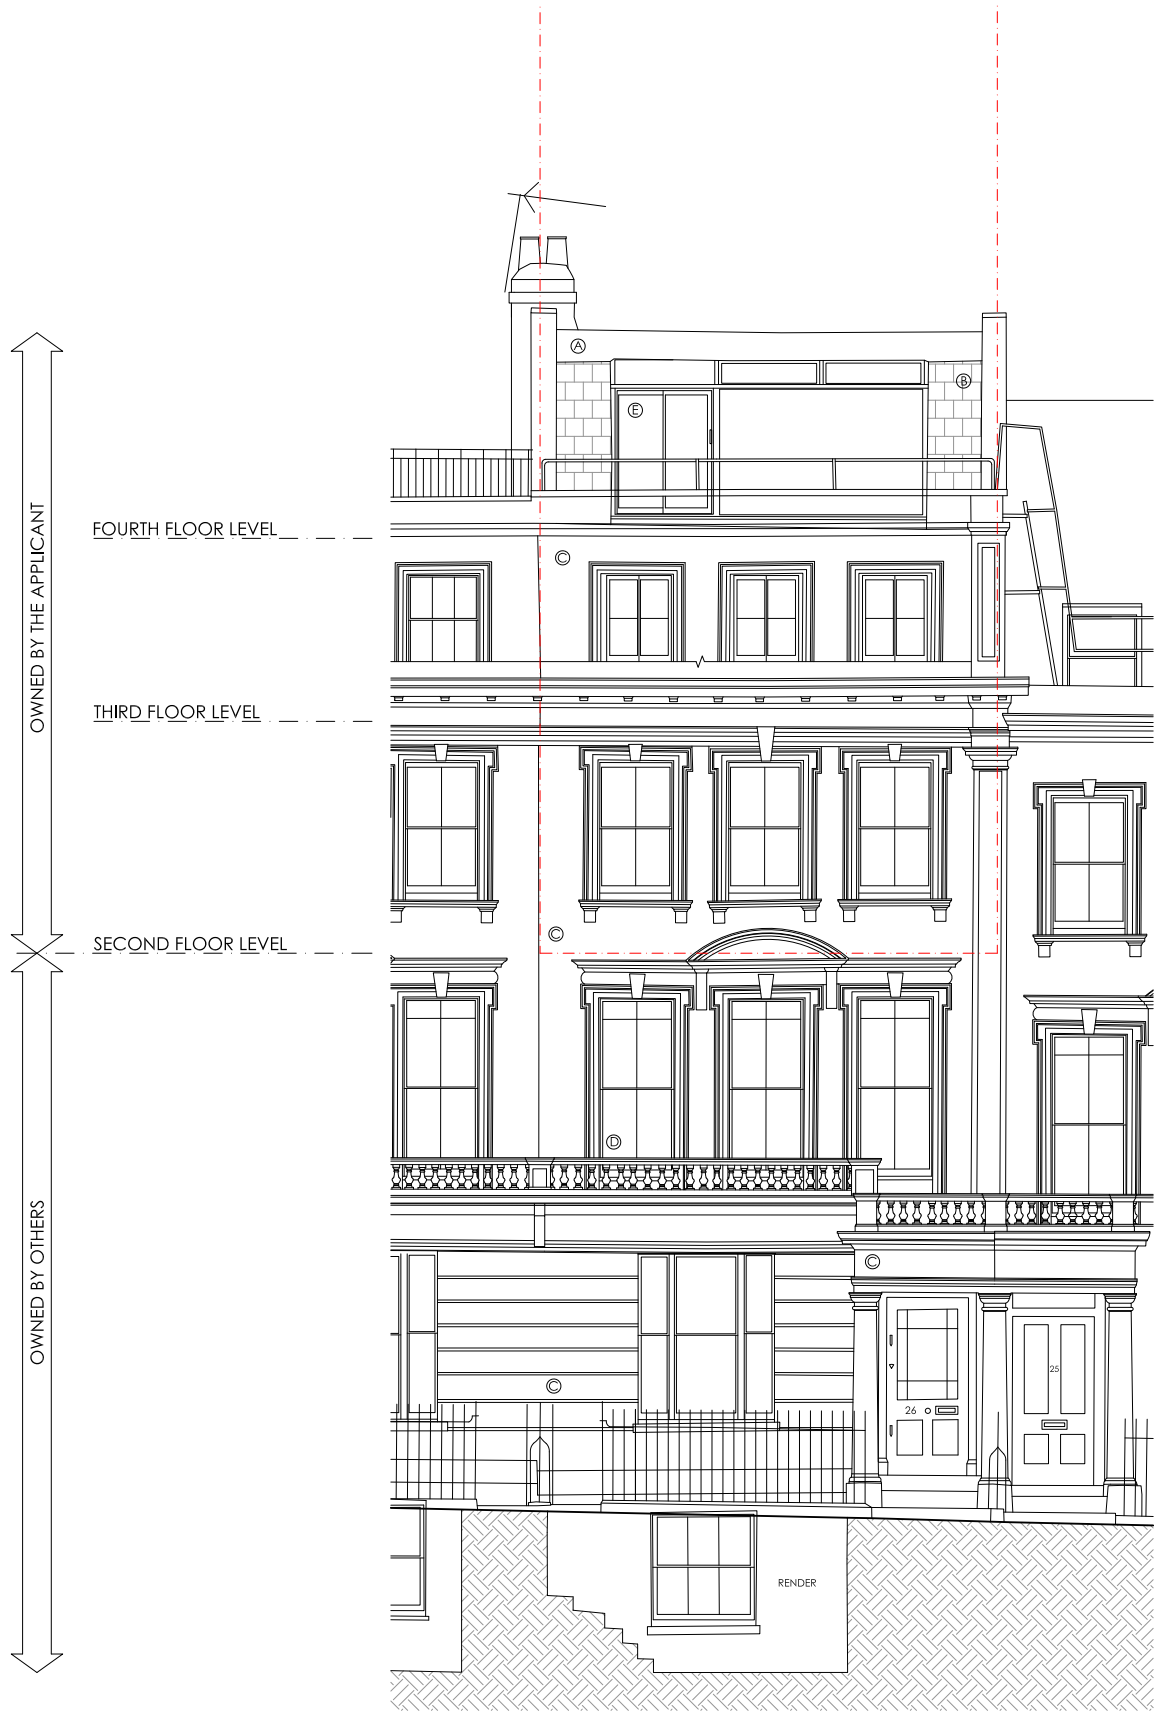 A
B
E
FOURTH FLOOR LEVEL
C
OWNED BY THE APPLICANT
THIRD FLOOR LEVEL
C
SECOND FLOOR LEVEL
D
OWNED BY OTHERS
C
25
C
26
RENDER